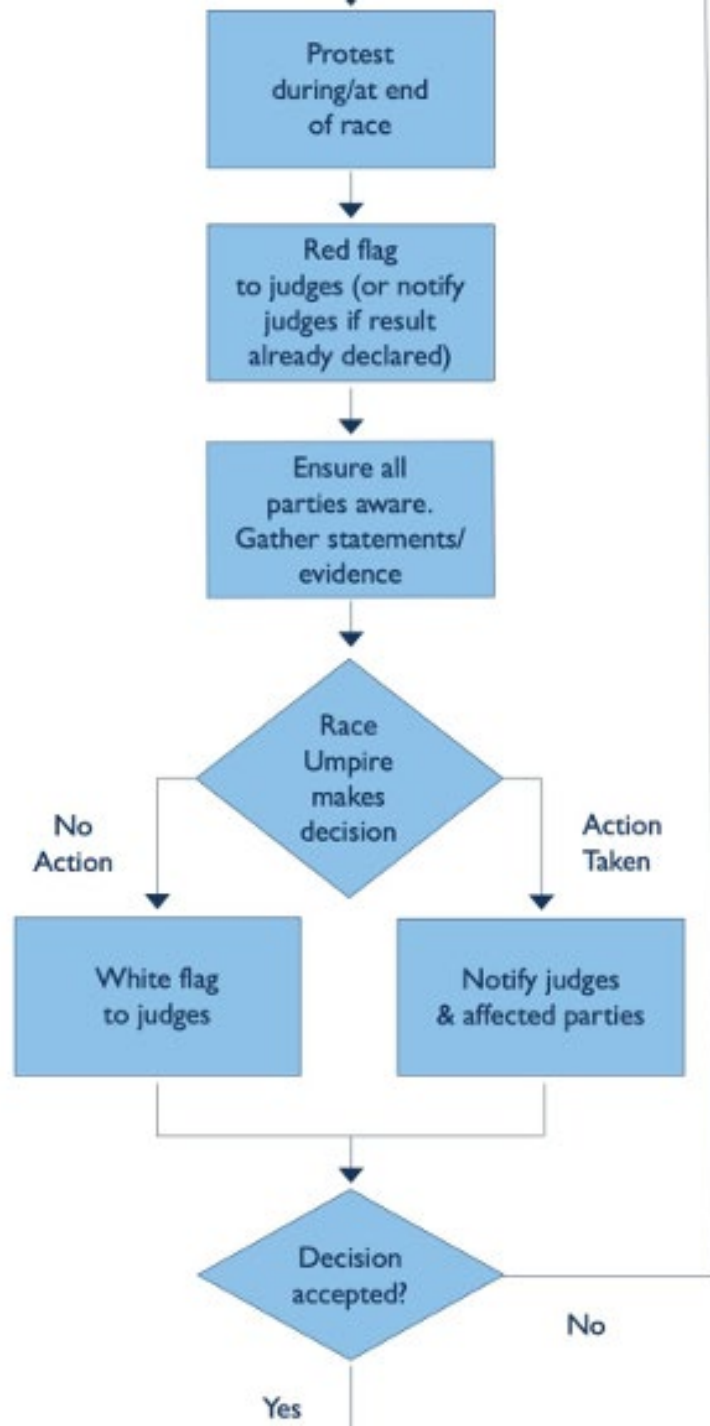 Protest
during/at end
of race
Red flag
to judges (or notify
judges if result
already declared)
Ensure all
parties aware.
Gather statements/
evidence
Race
Umpire
makes
decision
No
Action
Action
Taken
White flag
to judges
Notify judges
& affected parties
Decision
accepted?
No
Yes